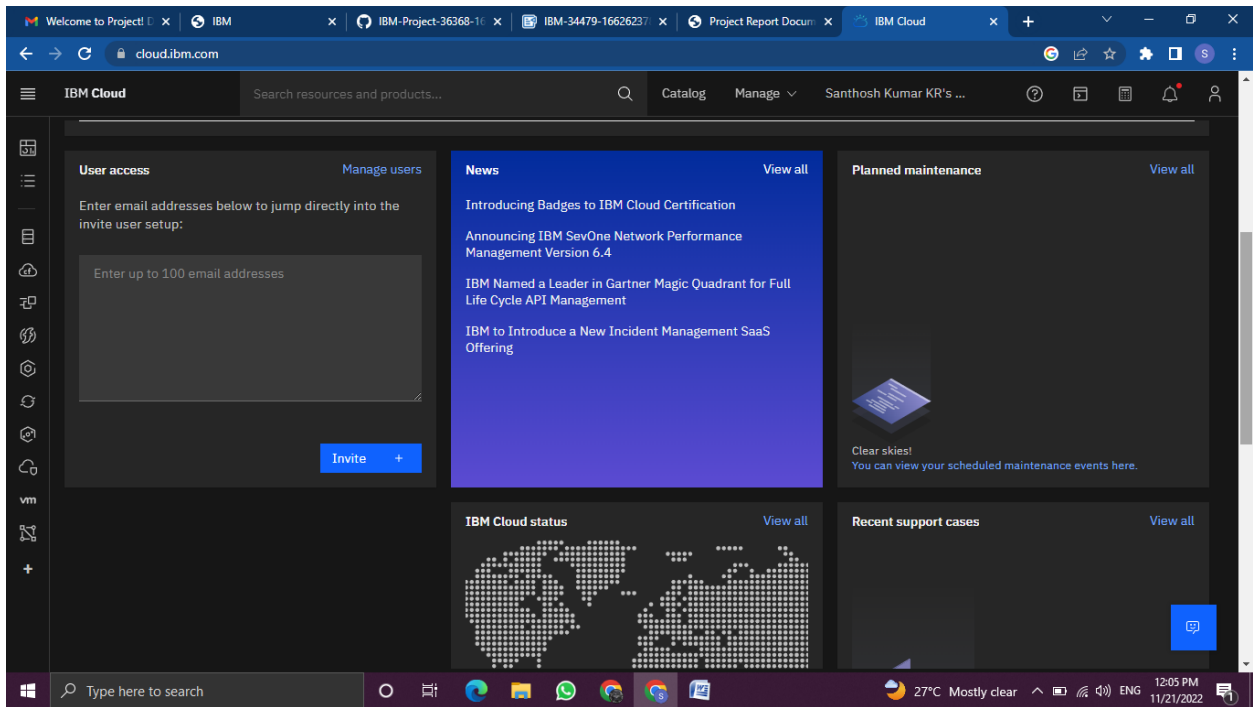 Welcome to Project! D
IBM
IBM-Project-36368-16
IBM-34479-16626237
Project Report Docum
IBM Cloud
cloud.ibm.com
S
IBM Cloud
Search resources and products...
Catalog
Manage
Santhosh Kumar KR's ...
User access
Manage users
Enter email addresses below to jump directly into the
invite user setup:
Enter up to 100 email addresses
Invite +
News
View all
Introducing Badges to IBM Cloud Certification
Announcing IBM SevOne Network Performance
Management Version 6.4
IBM Named a Leader in Gartner Magic Quadrant for Full
Life Cycle API Management
IBM to Introduce a New Incident Management SaaS
Offering
Planned maintenance
View all
Clear skies!
You can view your scheduled maintenance events here.
vm
IBM Cloud status
View all
Recent support cases
View all
Type here to search
27°C Mostly clear
ENG
12:05 PM
11/21/2022
1